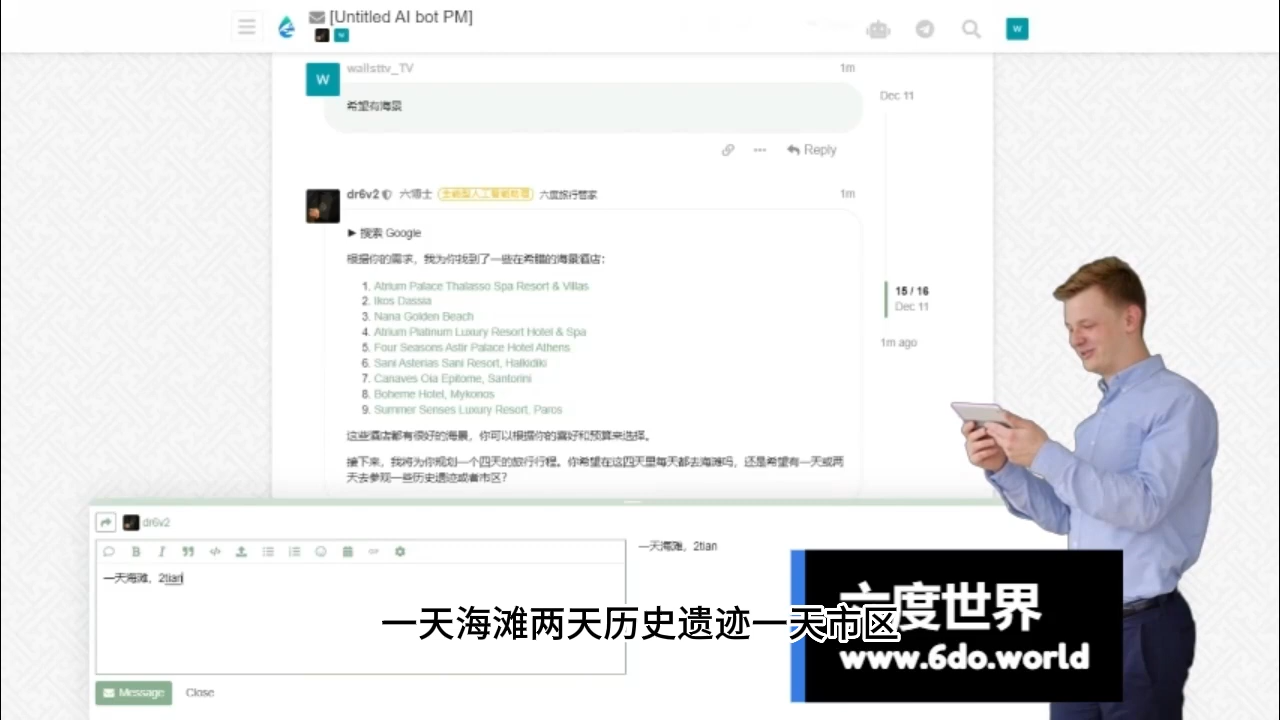 [Untitled AI bot PM]
W
W
W
wallsttv_TV
1m
希望有海景
Dec 11
Reply
dr6v2 六博士 全能型人工智能助理 六度旅行管家
1m
▶ 搜索 Google
根据你的需求，我为你找到了一些在希腊的海景酒店：
1. Atrium Palace Thalasso Spa Resort & Villas
2. Ikos Dassia
3. Nana Golden Beach
4. Atrium Platinum Luxury Resort Hotel & Spa
5. Four Seasons Astir Palace Hotel Athens
6. Sani Asterias Sani Resort, Halkidiki
7. Canaves Oia Epitome, Santorini
8. Boheme Hotel, Mykonos
9. Summer Senses Luxury Resort, Paros
15 / 16
Dec 11
1m ago
这些酒店都有很好的海景，你可以根据你的喜好和预算来选择。
接下来，我将为你规划一个四天的旅行行程。你希望在这四天里每天都去海滩吗，还是希望有一天或两
天去参观一些历史遗迹或者市区？
dr6v2
一天海滩，2tian
一天海滩，2tian
一天海滩两天历史遗迹一天市区
六度世界
www.6do.world
Message
Close